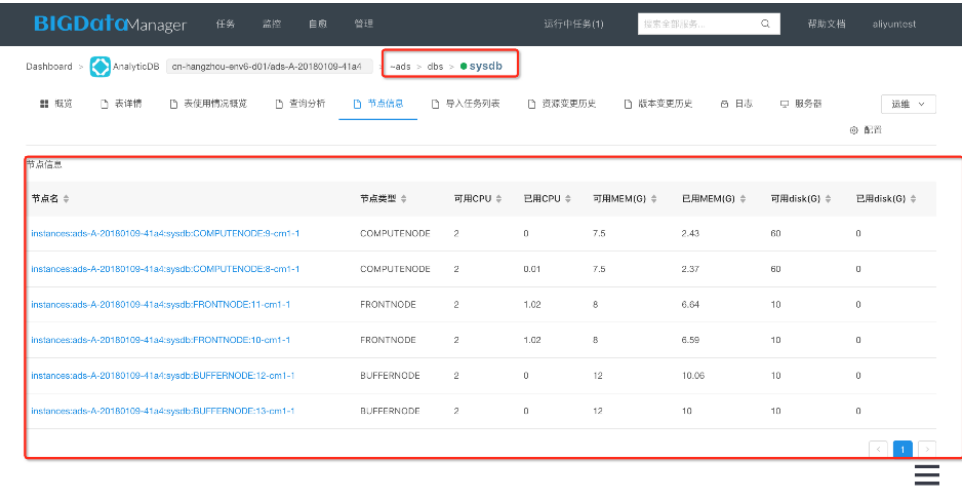 BIGDataManager 任务 监控 自愈 管理 运行中任务(1) 搜索全部服务... 帮助文档 aliyuntest
Dashboard > AnalyticDB cn-hangzhou-env6-d01/ads-A-20180109-41a4 > -ads > dbs > sysdb
概览 表详情 表使用情况概览 查询分析 节点信息 导入任务列表 资源变更历史 版本变更历史 日志 服务器 运维
配置
节点信息
节点名 节点类型 可用CPU 已用CPU 可用MEM(G) 已用MEM(G) 可用disk(G) 已用disk(G)
instances:ads-A-20180109-41a4:sysdb:COMPUTENODE:9-cm1-1 COMPUTENODE 2 0 7.5 2.43 60 0
instances:ads-A-20180109-41a4:sysdb:COMPUTENODE:8-cm1-1 COMPUTENODE 2 0.01 7.5 2.37 60 0
instances:ads-A-20180109-41a4:sysdb:FRONTNODE:11-cm1-1 FRONTNODE 2 1.02 8 6.64 10 0
instances:ads-A-20180109-41a4:sysdb:FRONTNODE:10-cm1-1 FRONTNODE 2 1.02 8 6.59 10 0
instances:ads-A-20180109-41a4:sysdb:BUFFERNODE:12-cm1-1 BUFFERNODE 2 0 12 10.06 10 0
instances:ads-A-20180109-41a4:sysdb:BUFFERNODE:13-cm1-1 BUFFERNODE 2 0 12 10 10 0
< 1 >